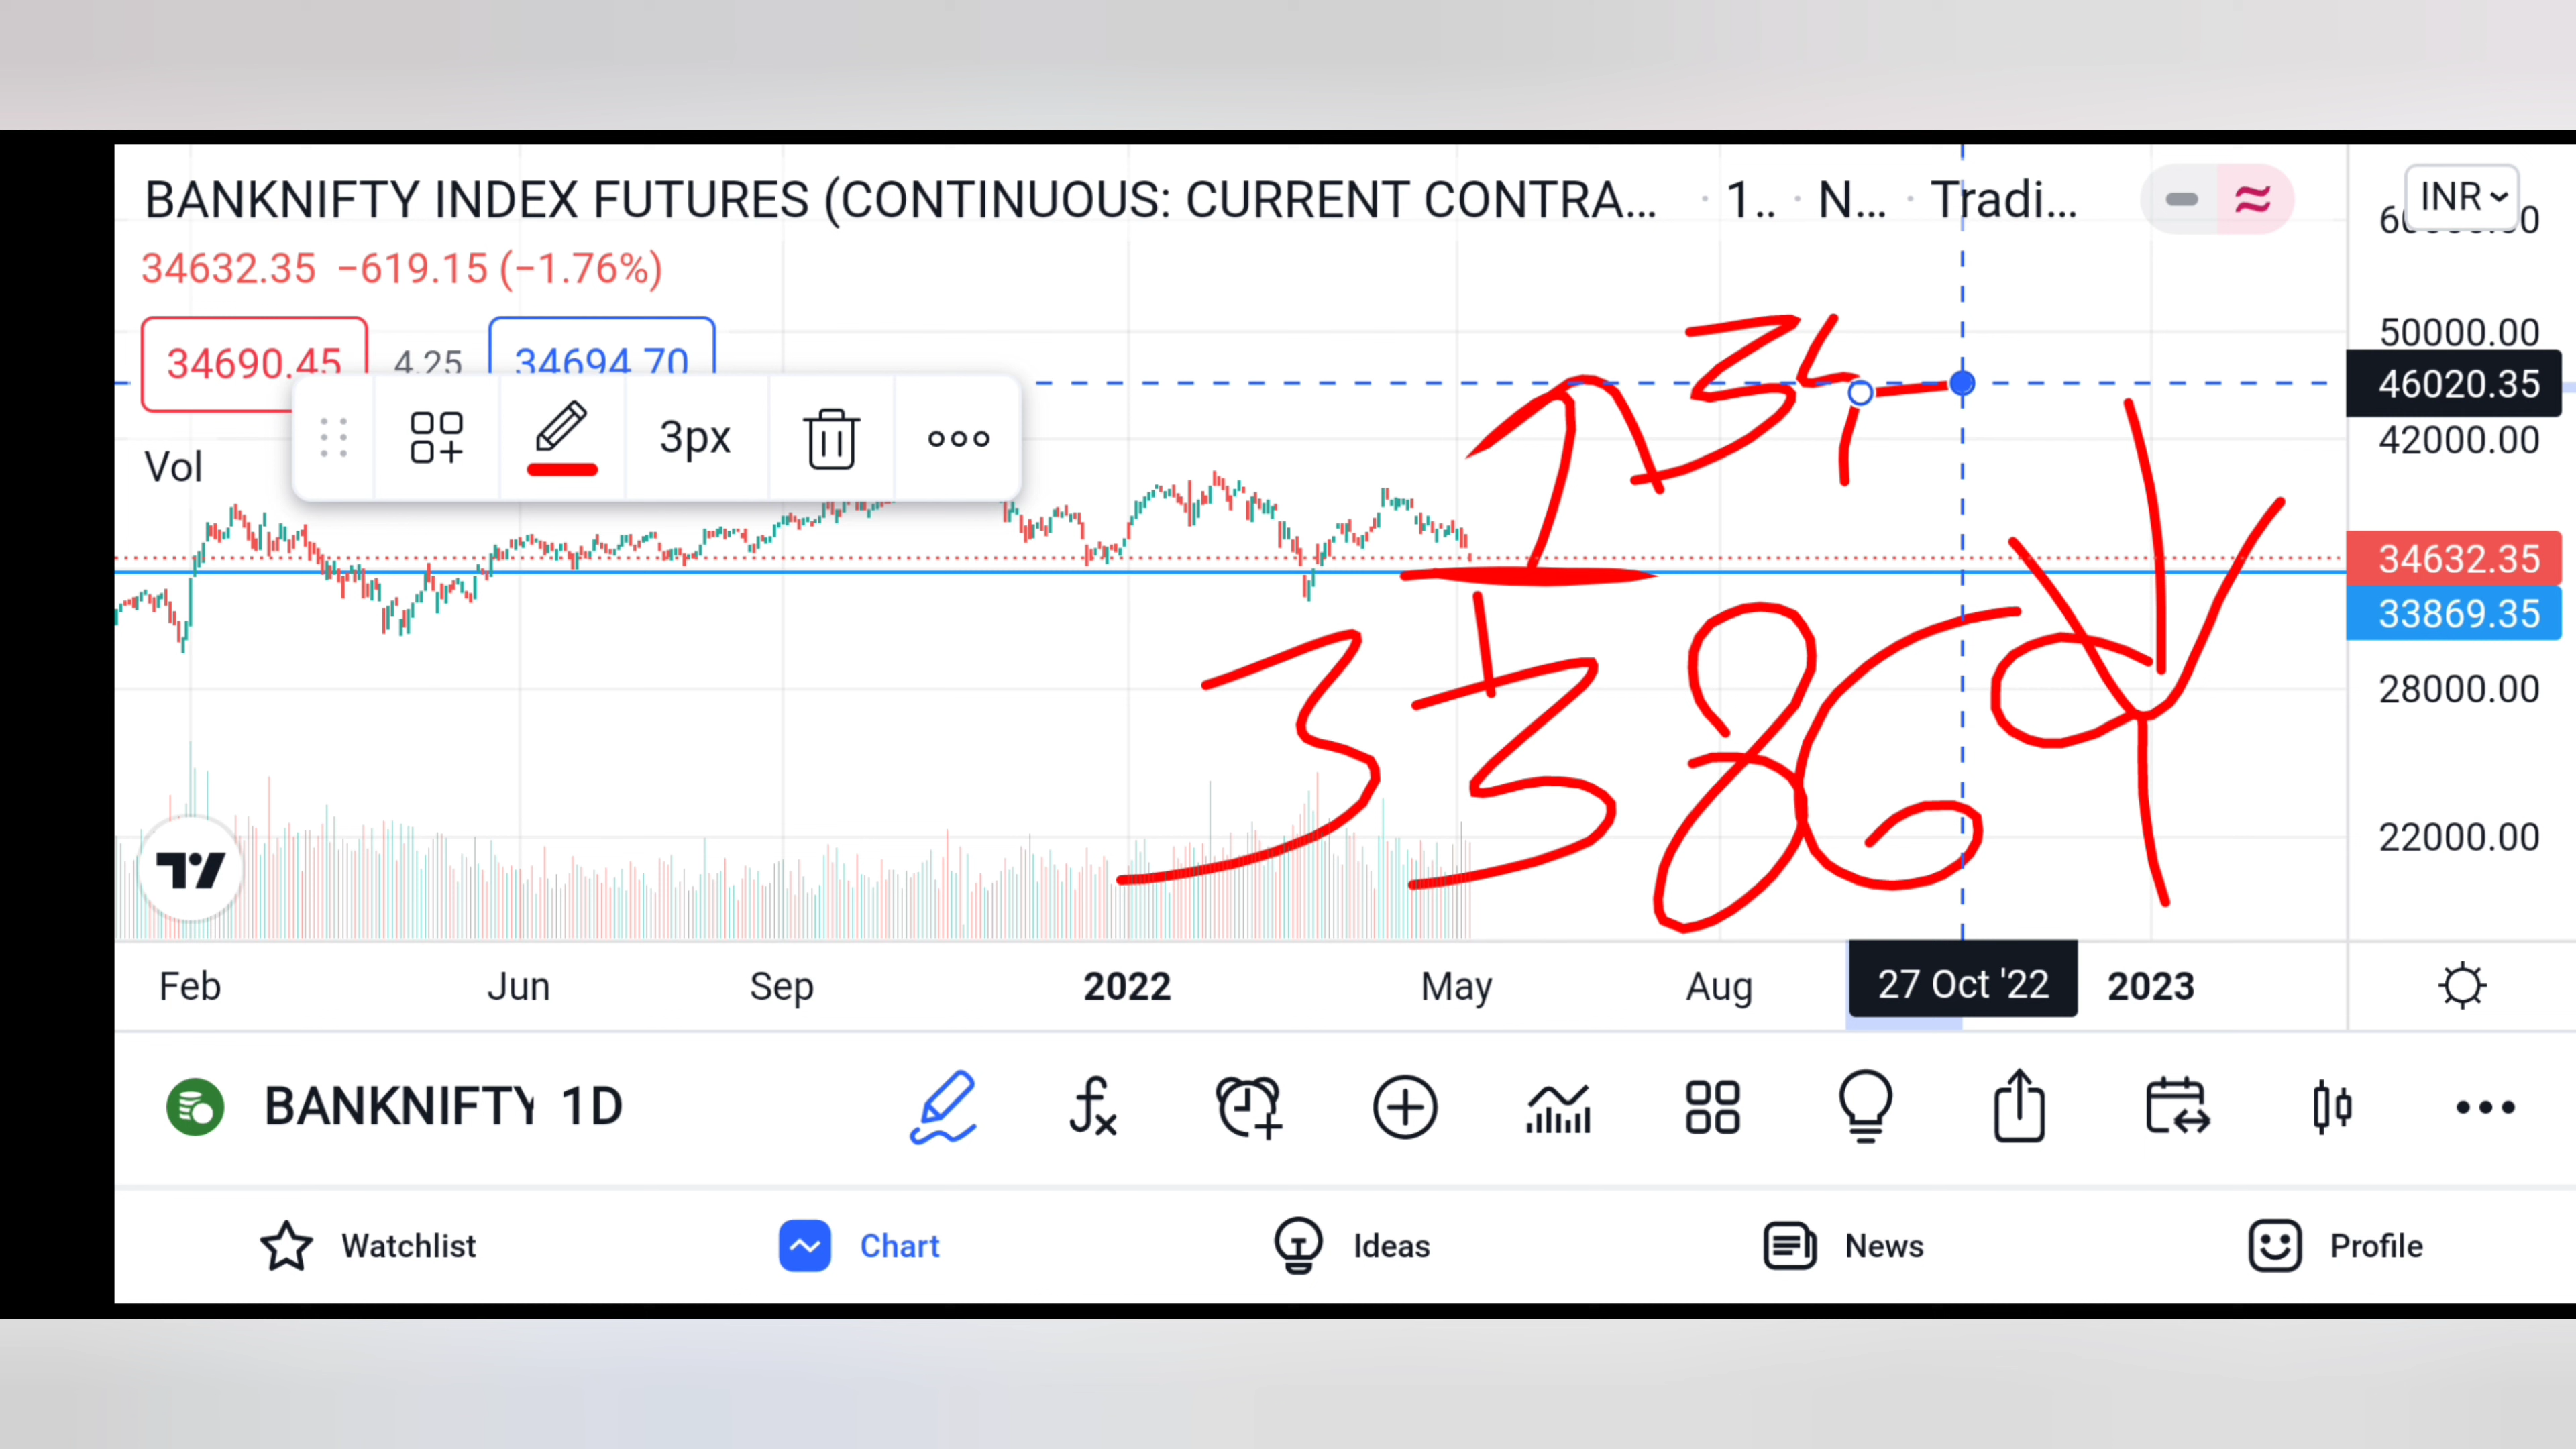 BANKNIFTY INDEX FUTURES (CONTINUOUS: CURRENT CONTRA... · 1.. · N... · Tradi...
INR
34632.35 −619.15 (−1.76%)
34690.45 4.25 34694.70
50000.00
46020.35
3px
42000.00
Vol
34
34632.35
33869.35
33869
28000.00
22000.00
Feb Jun Sep 2022 May Aug 27 Oct '22 2023
BANKNIFTY 1D
Watchlist Chart Ideas News Profile